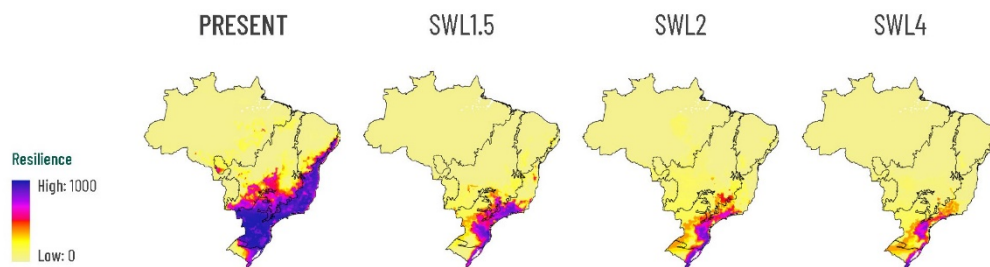 PRESENT
SWL1.5
SWL2
SWL4
Resilience
High: 1000
Low: 0